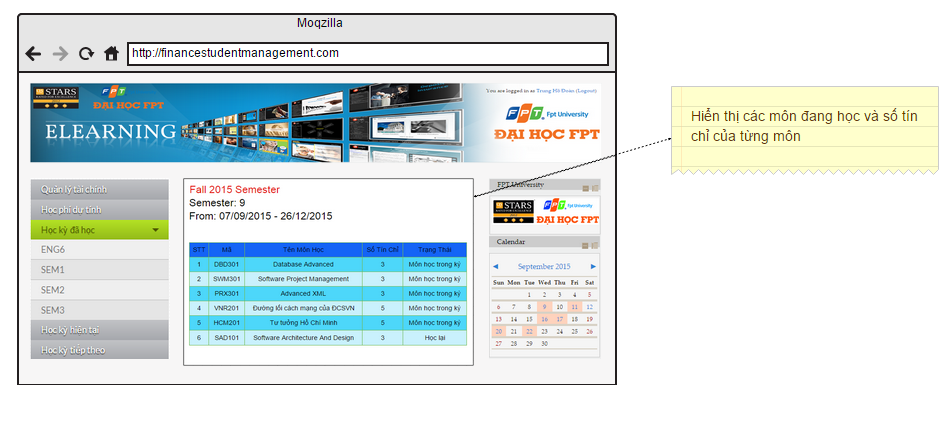 Moqzilla
http://financestudentmanagement.com
STARS
FPT
ĐẠI HỌC FPT
ELEARNING
You are logged in as Trung Hồ Đoàn (Logout)
FPT. Fpt University
ĐẠI HỌC FPT
Hiển thị các môn đang học và số tín
chỉ của từng môn
Quản lý tài chính
Học phí dự tính
Học kỳ đã học
ENG6
SEM1
SEM2
SEM3
Học kỳ hiện tại
Học kỳ tiếp theo
Fall 2015 Semester
Semester: 9
From: 07/09/2015 - 26/12/2015
STT Mã Tên Môn Học Số Tín Chỉ Trạng Thái
1 DBD301 Database Advanced 3 Môn học trong kỳ
2 SWM301 Software Project Management 3 Môn học trong kỳ
3 PRX301 Advanced XML 3 Môn học trong kỳ
4 VNR201 Đường lối cách mạng của ĐCSVN 5 Môn học trong kỳ
5 HCM201 Tư tưởng Hồ Chí Minh 5 Môn học trong kỳ
6 SAD101 Software Architecture And Design 3 Học lại
FPT University
STARS
FPT Fpt University
ĐẠI HỌC FPT
Calendar
September 2015
Sun Mon Tue Wed Thu Fri Sat
1 2 3 4 5
6 7 8 9 10 11 12
13 14 15 16 17 18 19
20 21 22 23 24 25 26
27 28 29 30